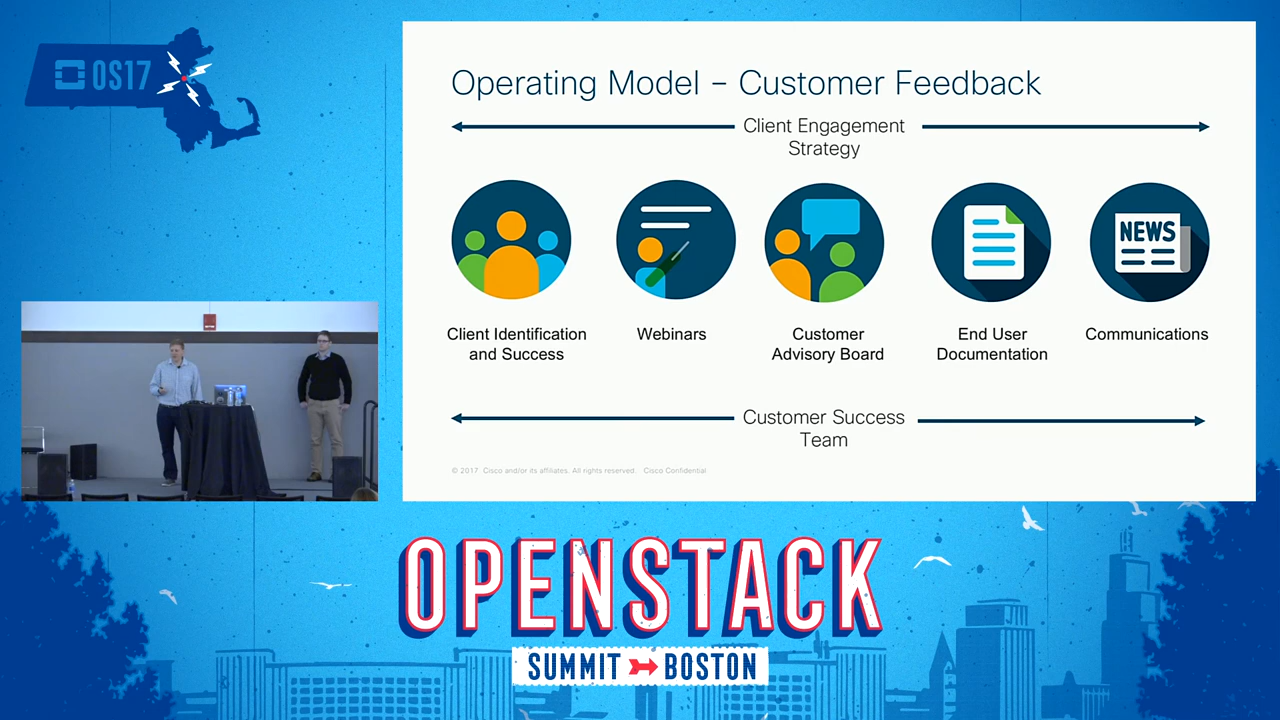 OS17
Operating Model – Customer Feedback
Client Engagement
Strategy
NEWS
Client Identification
and Success
Webinars
Customer
Advisory Board
End User
Documentation
Communications
Customer Success
Team
© 2017 Cisco and/or its affiliates. All rights reserved. Cisco Confidential
OPENSTACK
SUMMIT BOSTON